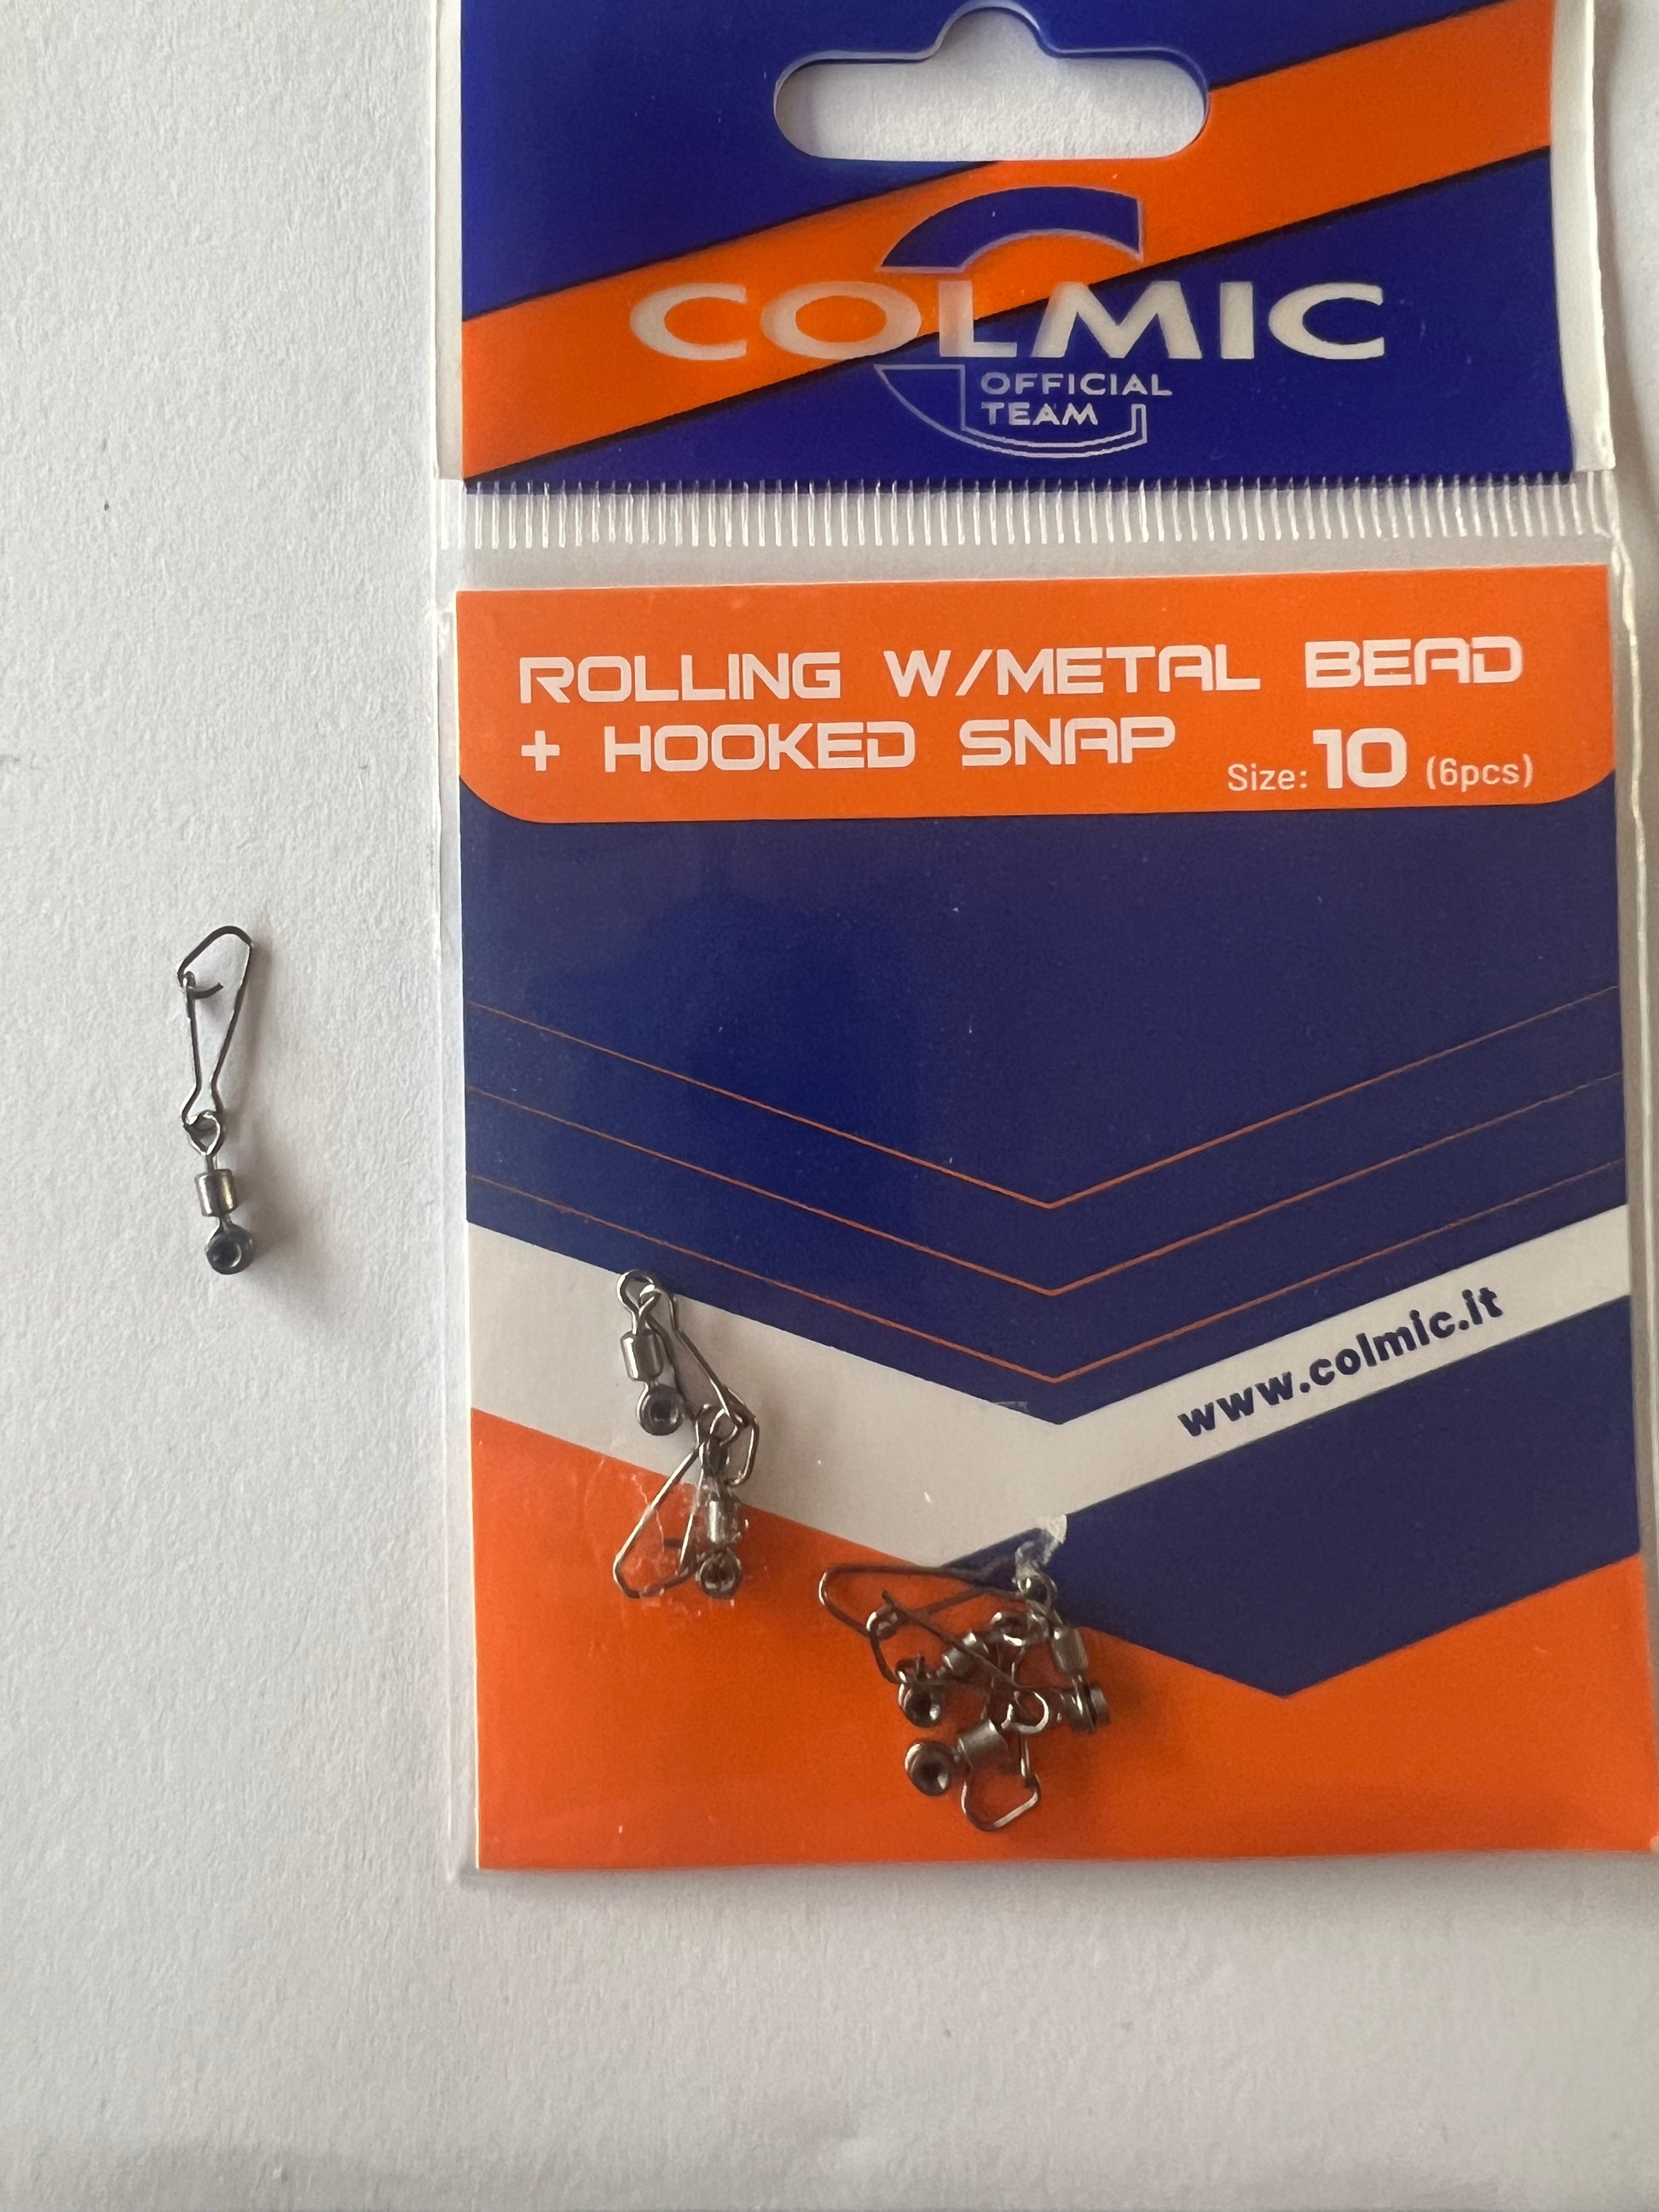 COLMIC
OFFICIAL
TEAM
ROLLING W/METAL BEAD
+ HOOKED SNAP Size: 10 (6pcs)
www.colmic.it